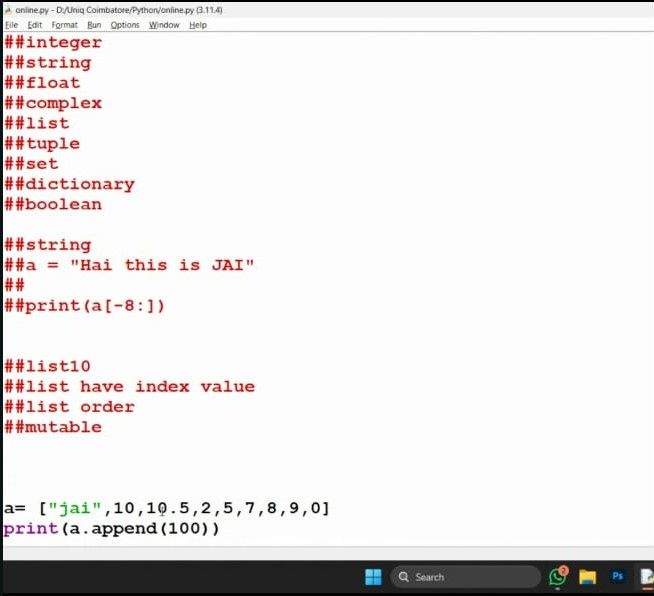 online.py - D:/Uniq Coimbatore/Python/online.py (3.11.4)
File Edit Format Run Options Window Help
##integer
##string
##float
##complex
##list
##tuple
##set
##dictionary
##boolean
##string
##a = "Hai this is JAI"
##
##print(a[-8:])
##list10
##list have index value
##list order
##mutable
a= ["jai",10,10.5,2,5,7,8,9,0]
print(a.append(100))
Search 2 Ps